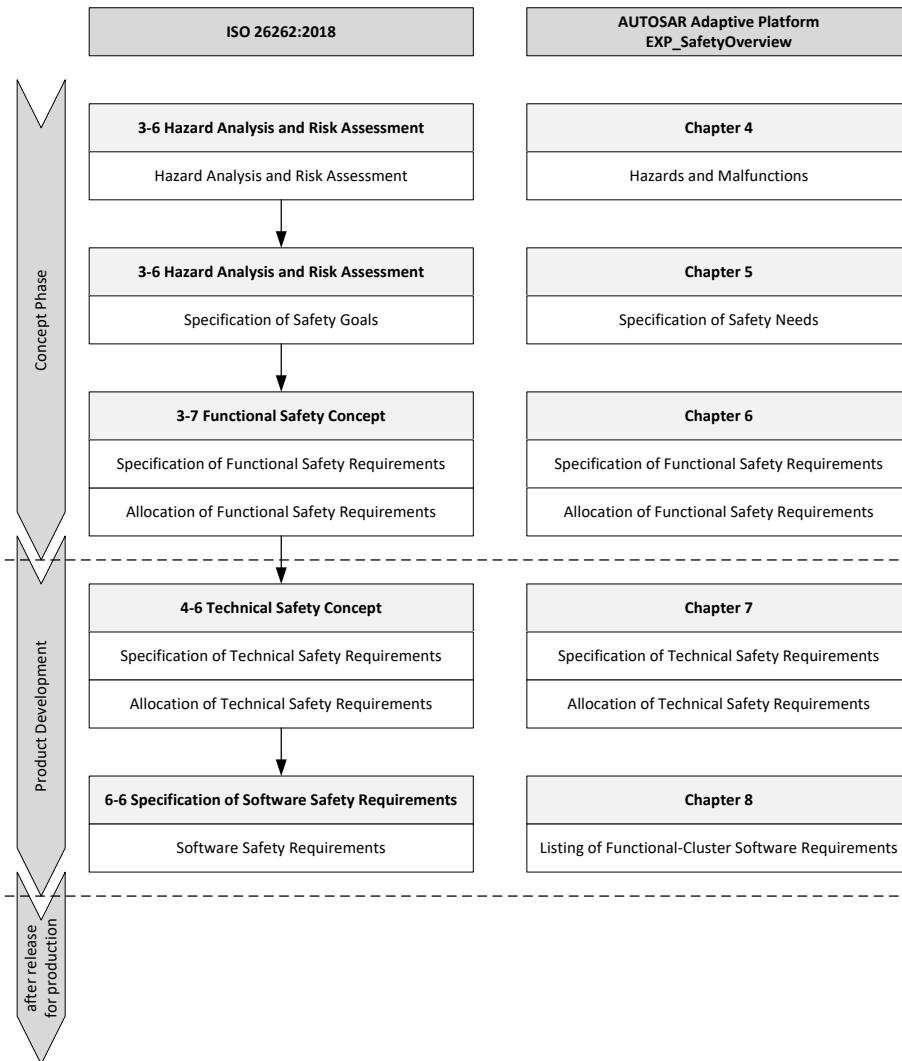 ISO 26262:2018
AUTOSAR Adaptive Platform
EXP_SafetyOverview
Concept Phase
3-6 Hazard Analysis and Risk Assessment
Hazard Analysis and Risk Assessment
Chapter 4
Hazards and Malfunctions
3-6 Hazard Analysis and Risk Assessment
Specification of Safety Goals
Chapter 5
Specification of Safety Needs
3-7 Functional Safety Concept
Specification of Functional Safety Requirements
Allocation of Functional Safety Requirements
Chapter 6
Specification of Functional Safety Requirements
Allocation of Functional Safety Requirements
Product Development
4-6 Technical Safety Concept
Specification of Technical Safety Requirements
Allocation of Technical Safety Requirements
Chapter 7
Specification of Technical Safety Requirements
Allocation of Technical Safety Requirements
6-6 Specification of Software Safety Requirements
Software Safety Requirements
Chapter 8
Listing of Functional-Cluster Software Requirements
after release
for production